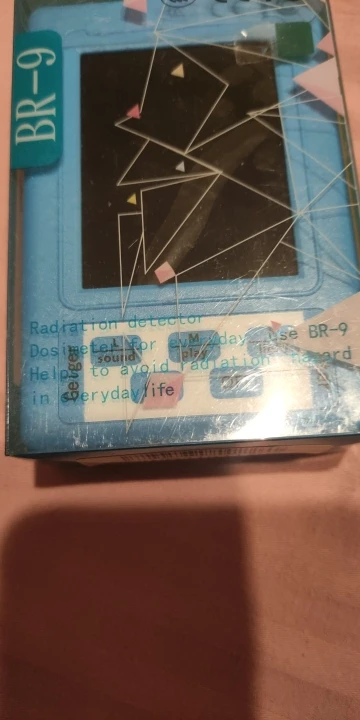 BR-9
Radiation detector
Dosimeter for everyday use BR-9
Helps to avoid radiation hazard
in everyday life
L
sound
M
play
Geiger